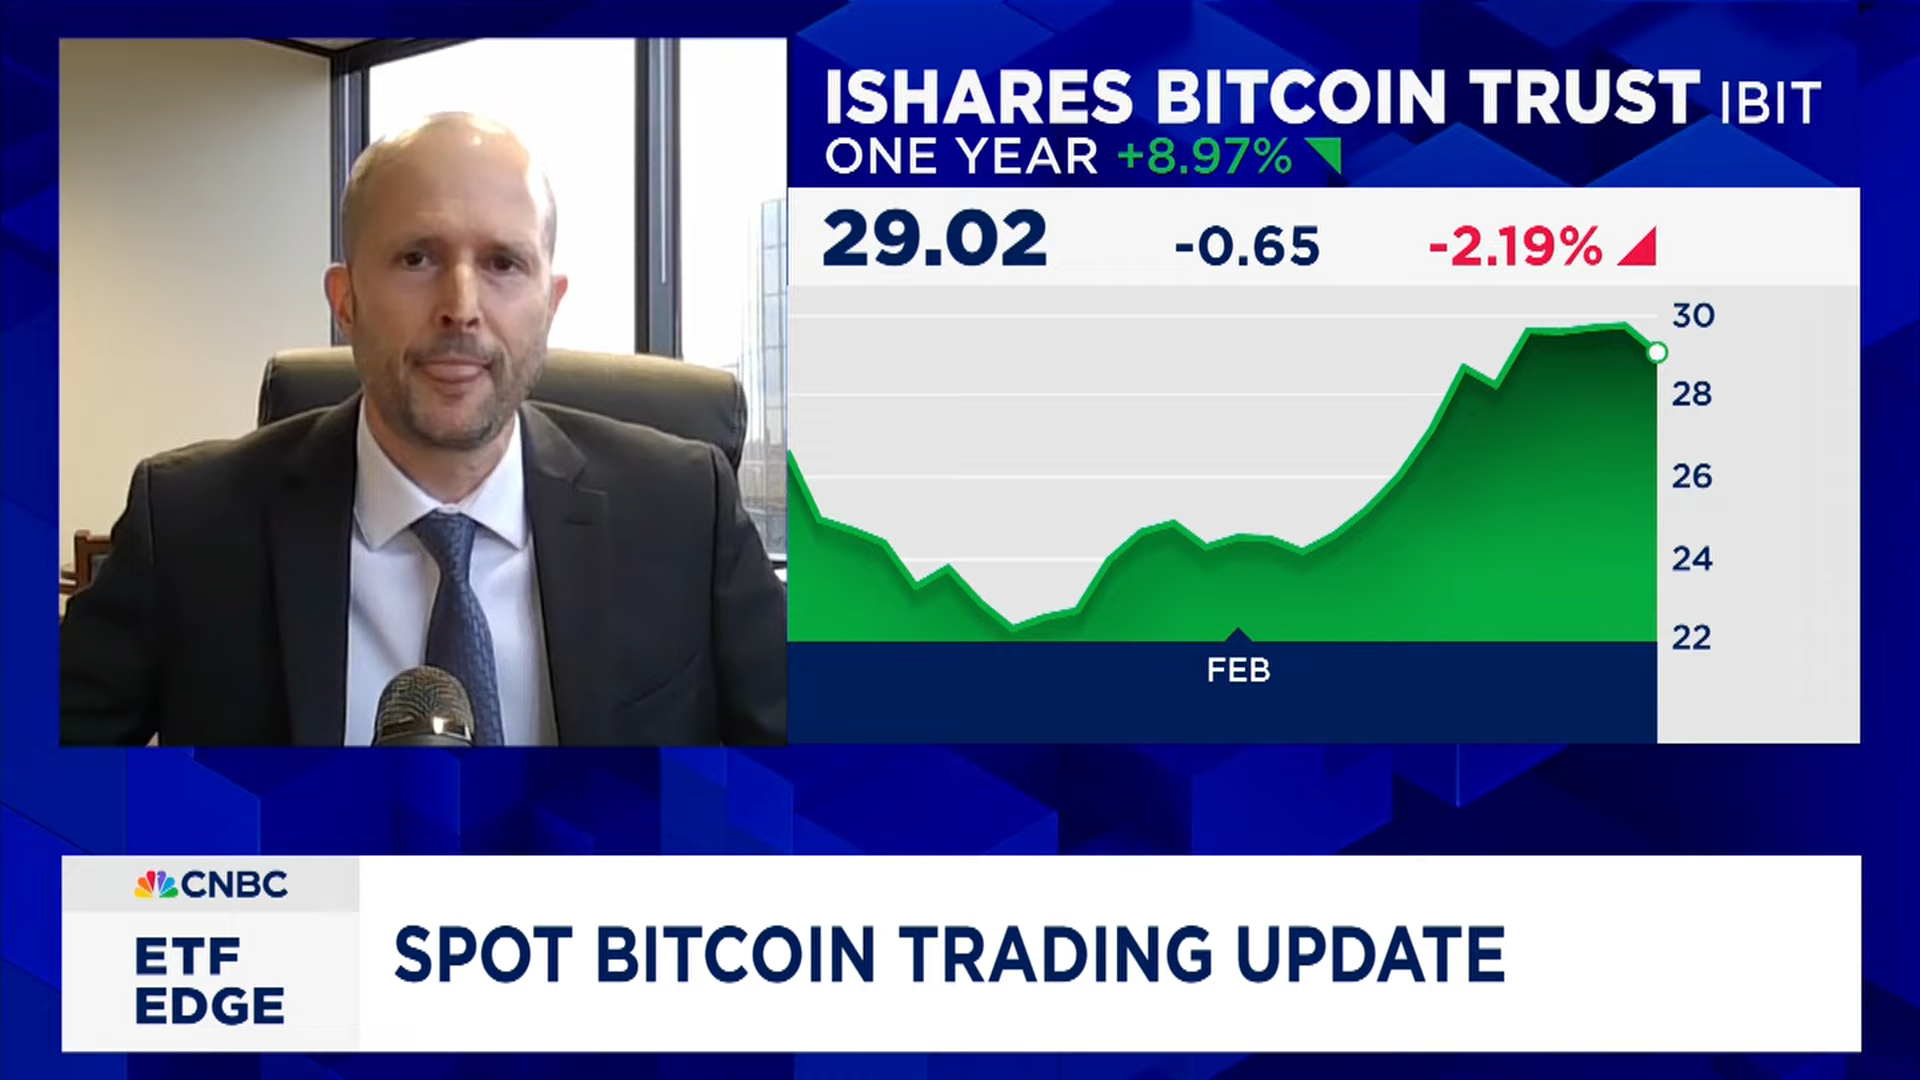 ISHARES BITCOIN TRUST IBIT
ONE YEAR +8.97%
29.02 -0.65 -2.19%
30
28
26
24
22
FEB
CNBC
ETF
EDGE
SPOT BITCOIN TRADING UPDATE